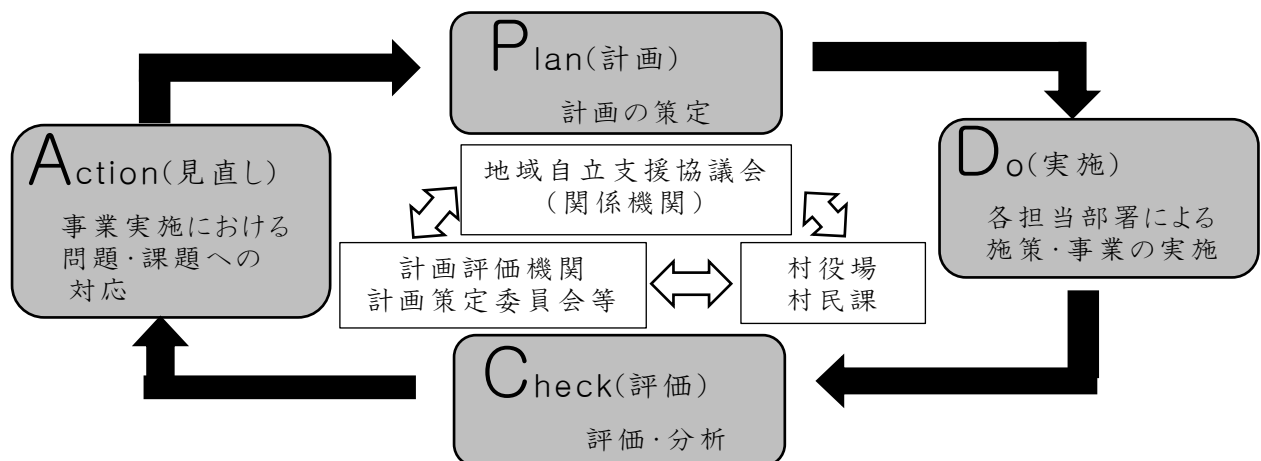 Plan(計画)
計画の策定
Do(実施)
各担当部署による
施策・事業の実施
Check(評価)
評価・分析
Action(見直し)
事業実施における
問題・課題への
対応
地域自立支援協議会
(関係機関)
計画評価機関
計画策定委員会等
村役場
村民課